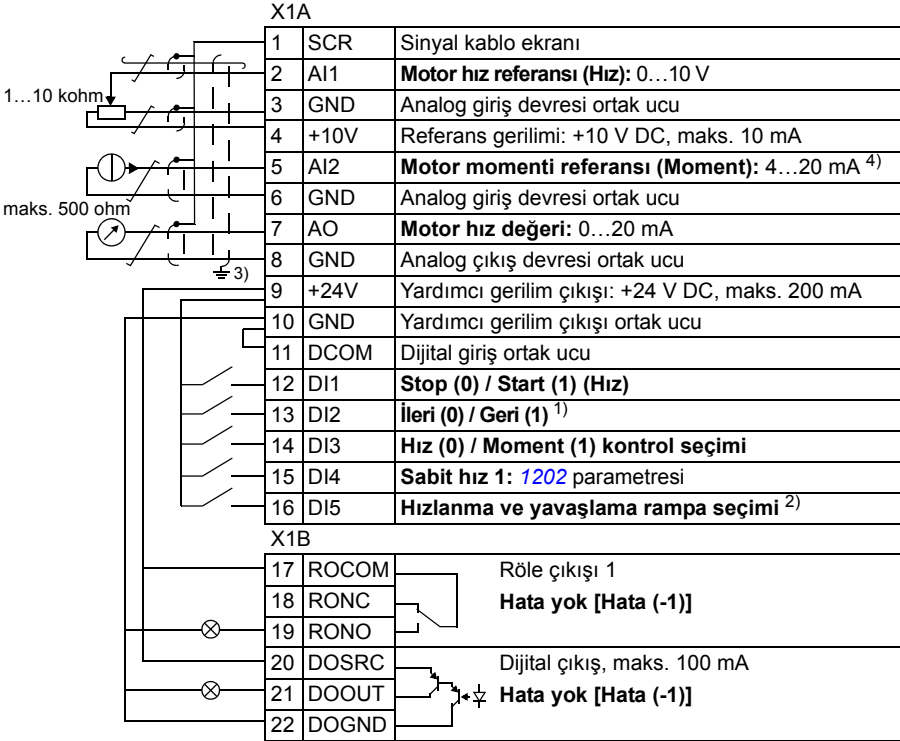 X1A
1 SCR Sinyal kablo ekranı
2 AI1 Motor hız referansı (Hız): 0…10 V
1…10 kohm
3 GND Analog giriş devresi ortak ucu
4 +10V Referans gerilimi: +10 V DC, maks. 10 mA
5 AI2 Motor momenti referansı (Moment): 4…20 mA 4)
6 GND Analog giriş devresi ortak ucu
maks. 500 ohm
7 AO Motor hız değeri: 0…20 mA
8 GND Analog çıkış devresi ortak ucu
3)
9 +24V Yardımcı gerilim çıkışı: +24 V DC, maks. 200 mA
10 GND Yardımcı gerilim çıkışı ortak ucu
11 DCOM Dijital giriş ortak ucu
12 DI1 Stop (0) / Start (1) (Hız)
13 DI2 İleri (0) / Geri (1) 1)
14 DI3 Hız (0) / Moment (1) kontrol seçimi
15 DI4 Sabit hız 1: 1202 parametresi
16 DI5 Hızlanma ve yavaşlama rampa seçimi 2)
X1B
17 ROCOM Röle çıkışı 1
18 RONC Hata yok [Hata (-1)]
19 RONO
20 DOSRC Dijital çıkış, maks. 100 mA
21 DOOUT Hata yok [Hata (-1)]
22 DOGND